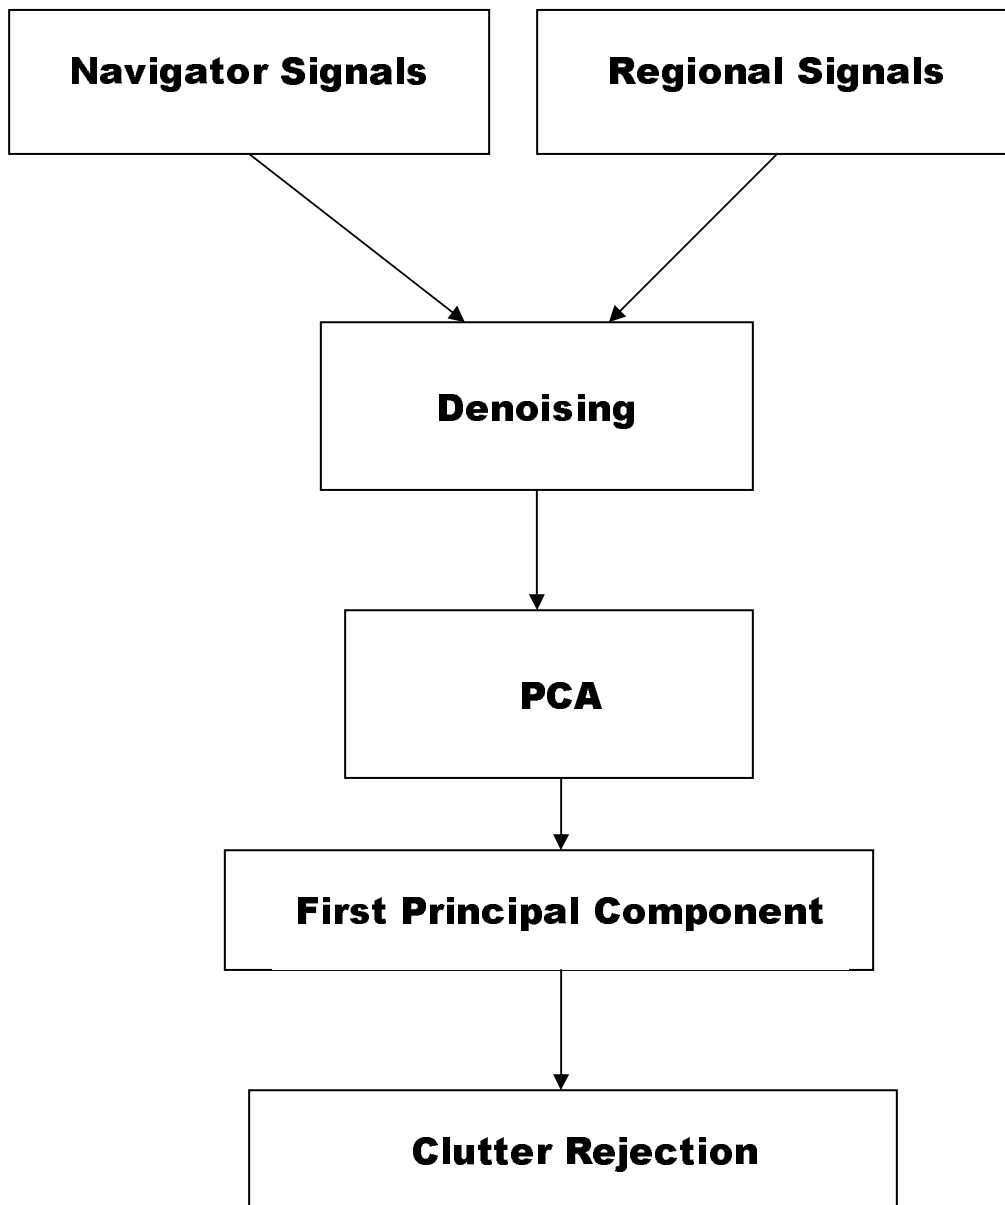 Navigator Signals
Regional Signals
Denoising
PCA
First Principal Component
Clutter Rejection